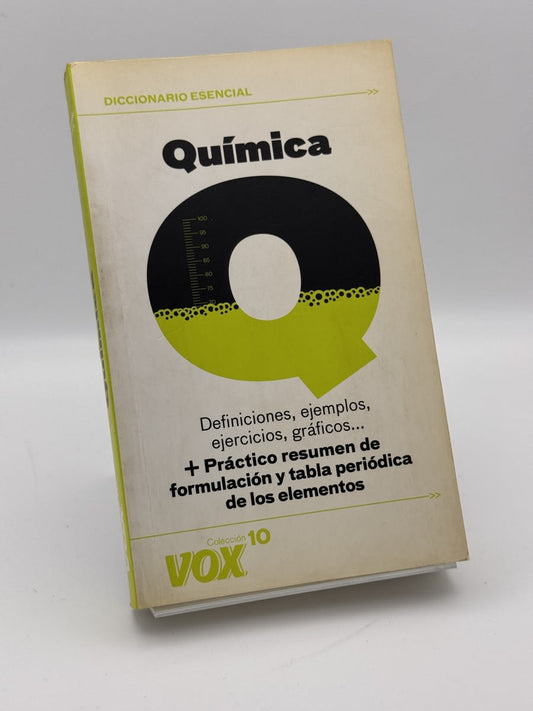 DICCIONARIO ESENCIAL
Química
100
95
90
85
80
75
70
Definiciones, ejemplos,
ejercicios, gráficos...
+ Práctico resumen de
formulación y tabla periódica
de los elementos
Colección 10
VOX